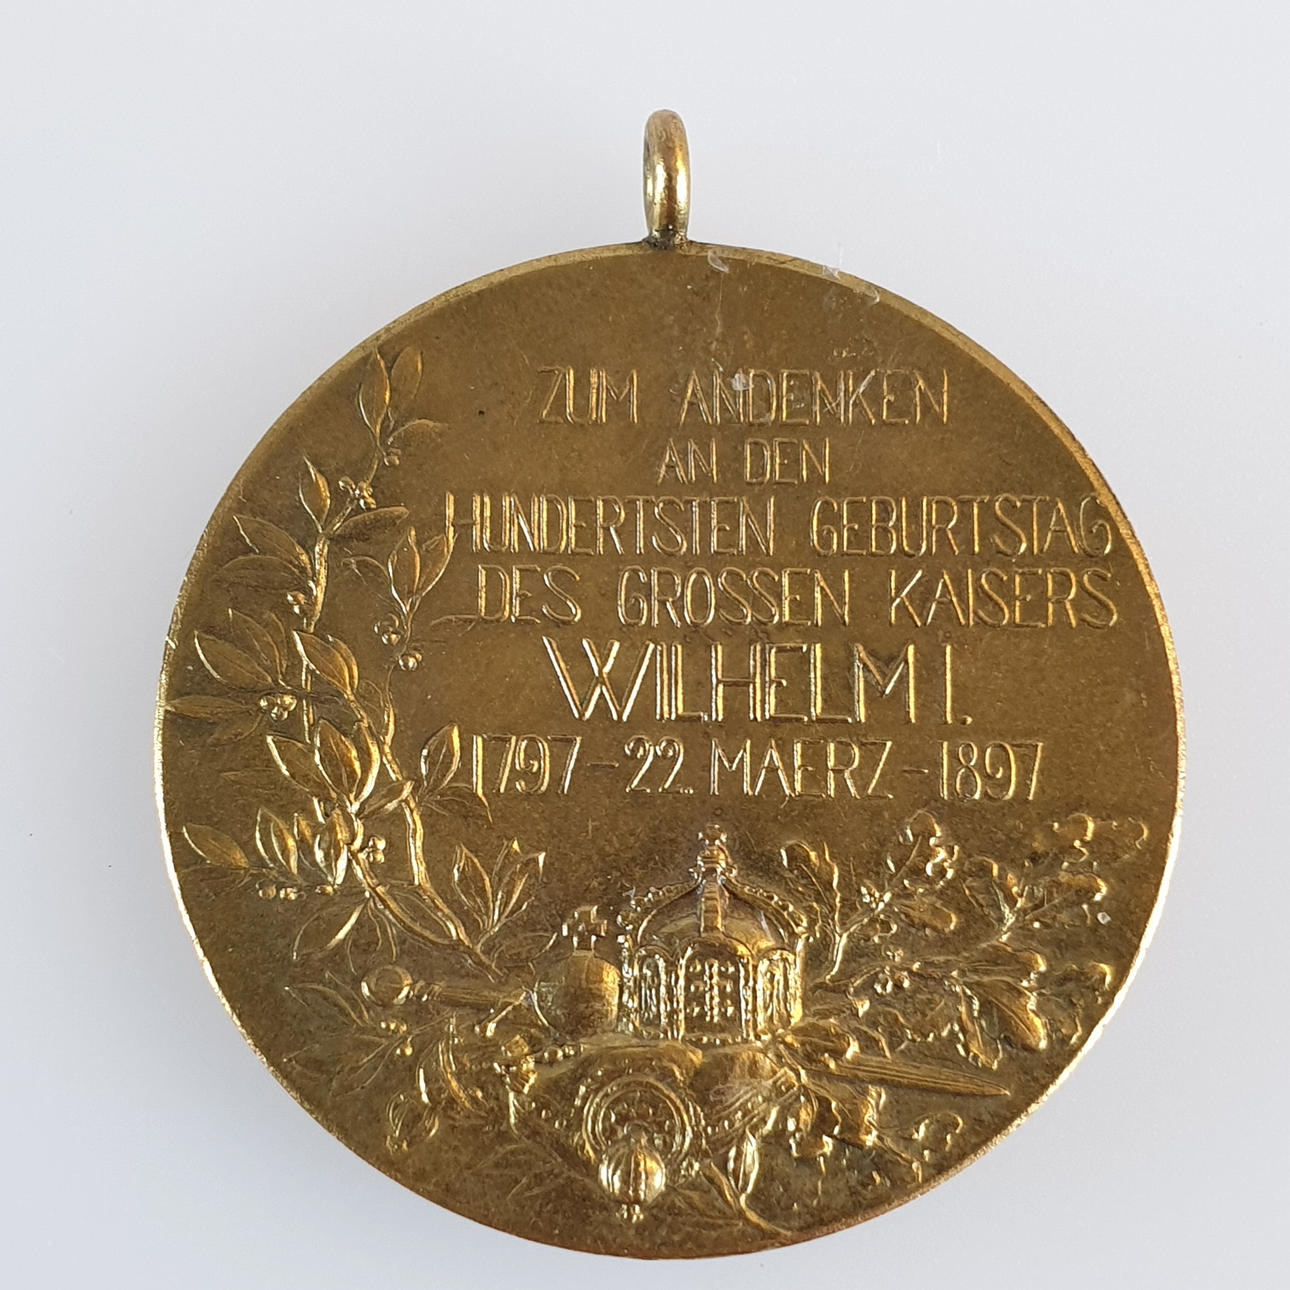 ZUM ANDENKEN
AN DEN
HUNDERTSTEN GEBURTSTAG
DES GROSSEN KAISERS
WILHELM I.
1797 - 22. MAERZ - 1897